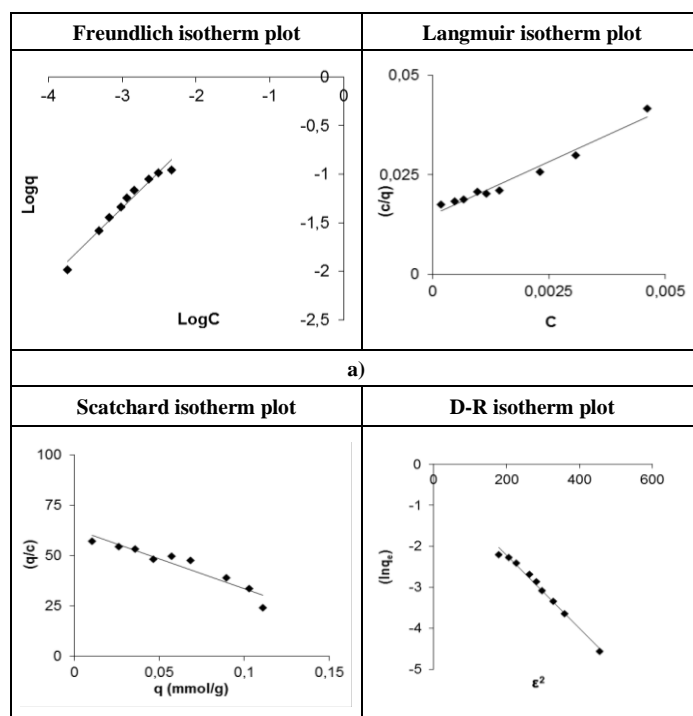 Freundlich isotherm plot
Langmuir isotherm plot
-4 -3 -2 -1 0
0
-0,5
-1
-1,5
-2
-2,5
Logq
LogC
0,05
0,025
0
(c/q)
0 0,0025 0,005
C
a)
Scatchard isotherm plot
D-R isotherm plot
100
75
50
25
0
(q/c)
0 0,05 0,1 0,15
q (mmol/g)
0
-1
-2
-3
-4
-5
0 200 400 600
(lnqe)
ε²